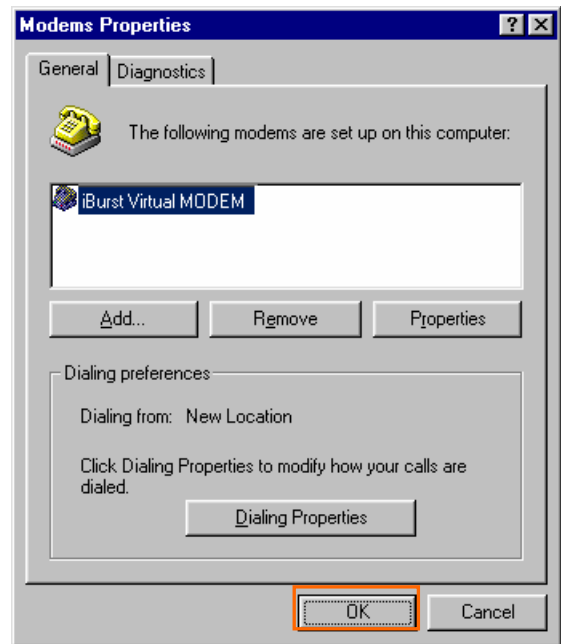 Modems Properties
General
Diagnostics
The following modems are set up on this computer:
iBurst Virtual MODEM
Add...
Remove
Properties
Dialing preferences
Dialing from: New Location
Click Dialing Properties to modify how your calls are
dialed.
Dialing Properties
OK
Cancel